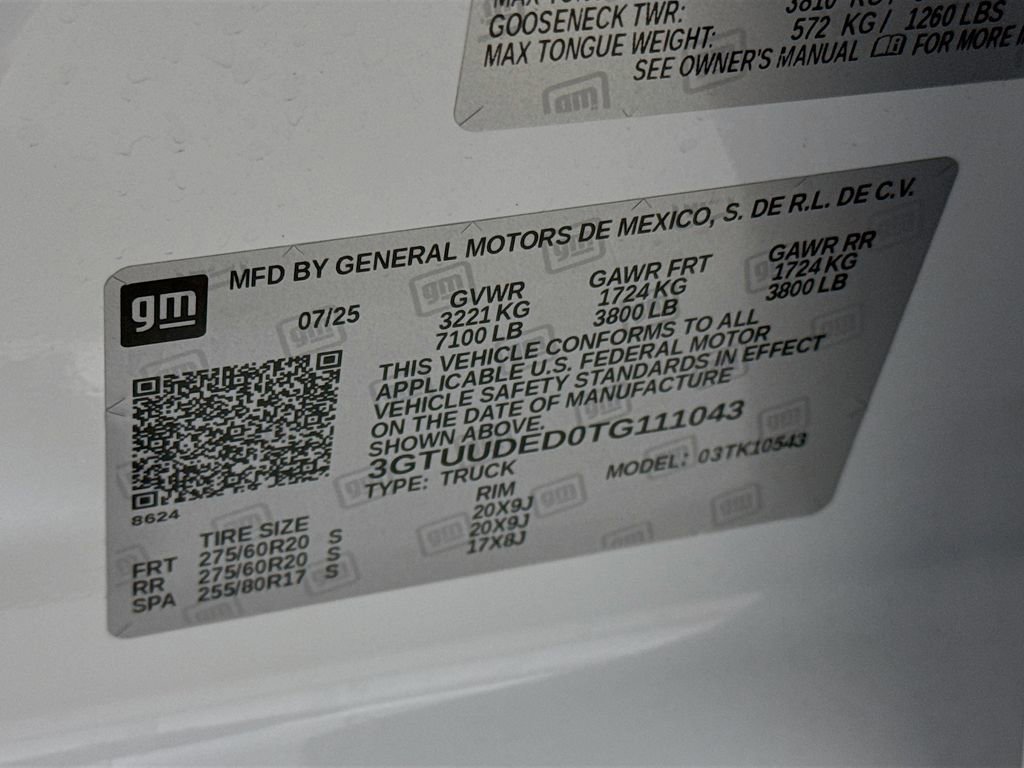 GOOSENECK TWR:
572 KG / 1260 LBS
MAX TONGUE WEIGHT:
SEE OWNER'S MANUAL FOR MORE
gm
MFD BY GENERAL MOTORS DE MEXICO, S. DE R.L. DE C.V.
07/25
GVWR GAWR FRT GAWR RR
3221 KG 1724 KG 1724 KG
7100 LB 3800 LB 3800 LB
THIS VEHICLE CONFORMS TO ALL
APPLICABLE U.S. FEDERAL MOTOR
VEHICLE SAFETY STANDARDS IN EFFECT
ON THE DATE OF MANUFACTURE
SHOWN ABOVE.
3GTUUDED0TG111043
TYPE: TRUCK MODEL: 03TK10543
8624
TIRE SIZE RIM
FRT 275/60R20 S 20X9J
RR 275/60R20 S 20X9J
SPA 255/80R17 S 17X8J